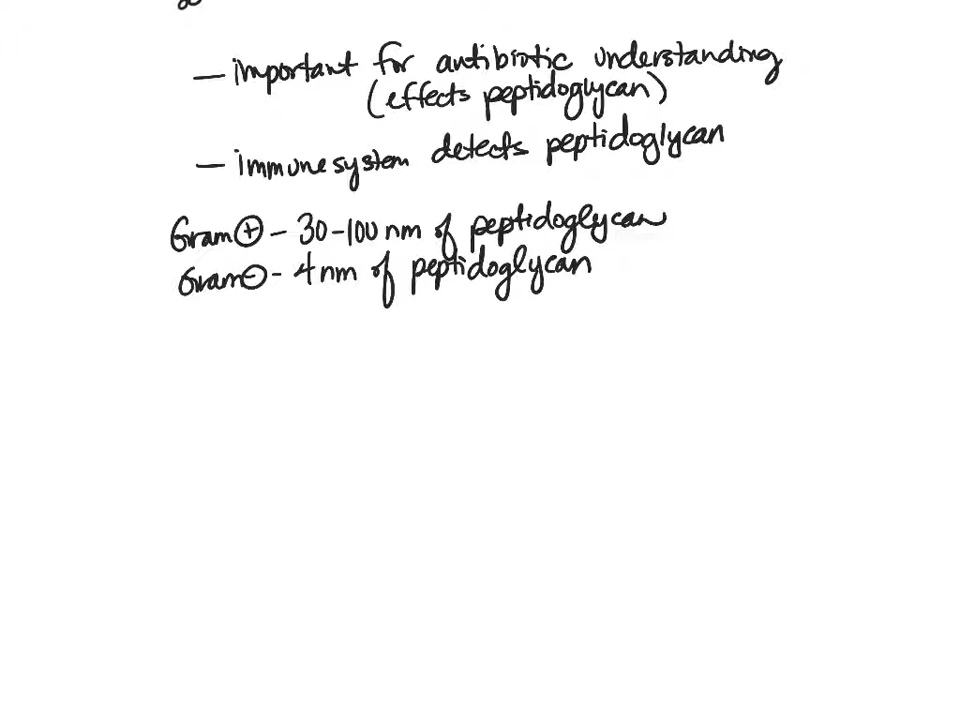 — important for antibiotic understanding
(effects peptidoglycan)
— immune system detects peptidoglycan
Gram⊕ - 30-100 nm of peptidoglycan
Gram⊖ - 4 nm of peptidoglycan